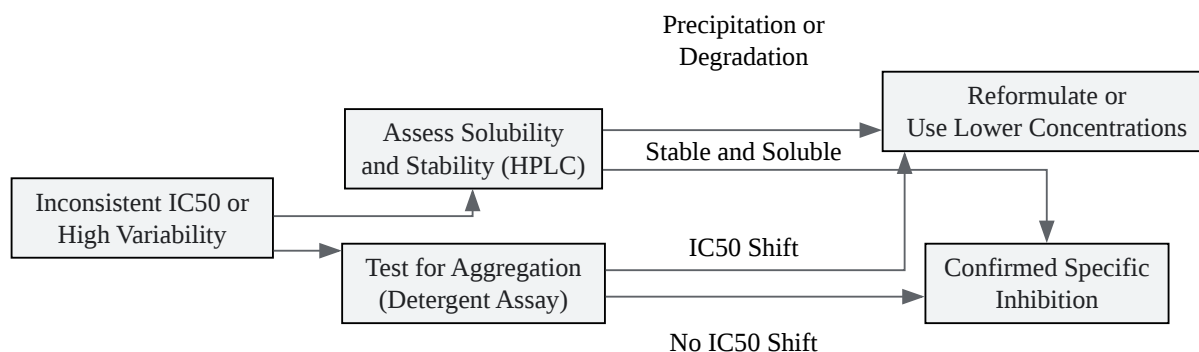 Precipitation or
Degradation
Reformulate or
Use Lower Concentrations
Assess Solubility
and Stability (HPLC)
Stable and Soluble
Inconsistent IC50 or
High Variability
IC50 Shift
Test for Aggregation
(Detergent Assay)
Confirmed Specific
Inhibition
No IC50 Shift